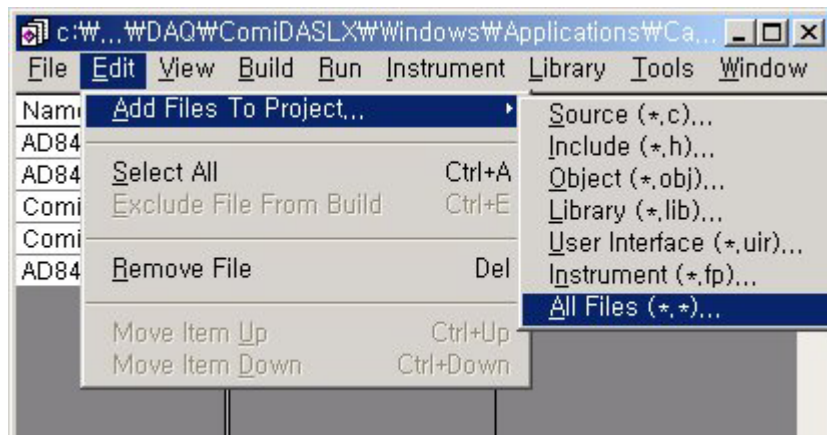 c:₩...₩DAQ₩ComiDASLX₩Windows₩Applications₩Ca...
File Edit View Build Run Instrument Library Tools Window
Name
AD84
AD84
Comi
Comi
AD84
Add Files To Project...
Select All Ctrl+A
Exclude File From Build Ctrl+E
Remove File Del
Move Item Up Ctrl+Up
Move Item Down Ctrl+Down
Source (*.c)...
Include (*.h)...
Object (*.obj)...
Library (*.lib)...
User Interface (*.uir)...
Instrument (*.fp)...
All Files (*.*)...